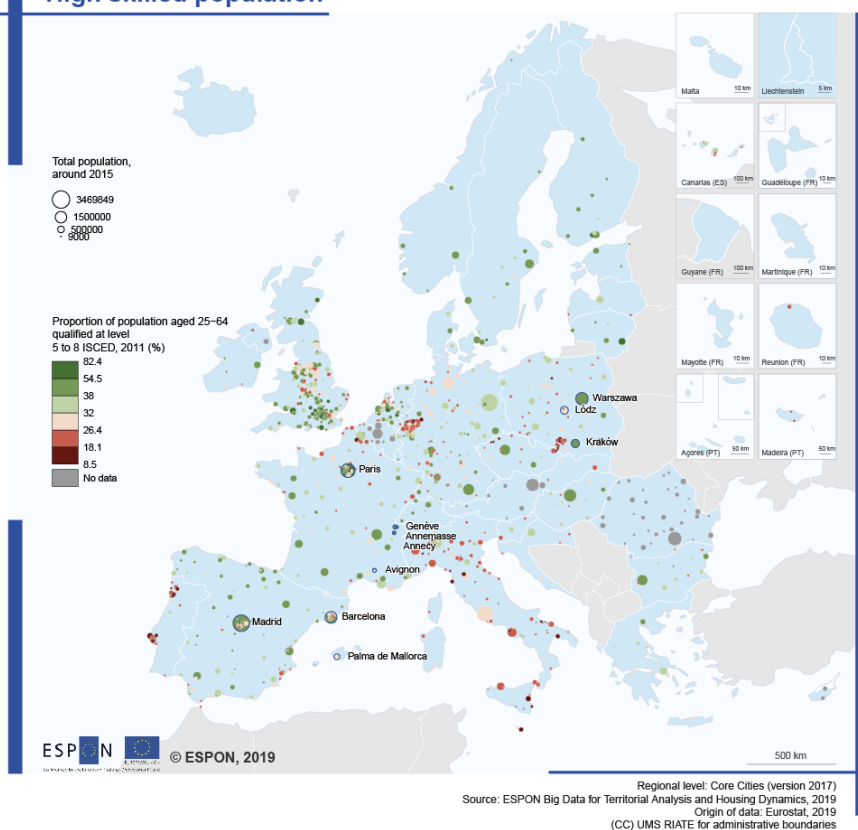 High skilled population
Total population,
around 2015
3469849
1500000
500000
9000
Proportion of population aged 25-64
qualified at level
5 to 8 ISCED, 2011 (%)
82.4
54.5
38
32
26.4
18.1
8.5
No data
Malta
10 km
Liechtenstein
5 km
Canarias (ES)
100 km
Guadeloupe (FR)
10 km
Guyane (FR)
100 km
Martinique (FR)
10 km
Mayotte (FR)
10 km
Reunion (FR)
10 km
Açores (PT)
50 km
Madeira (PT)
50 km
Warszawa
Lódz
Kraków
Paris
Genève
Annemasse
Annecy
Avignon
Madrid
Barcelona
Palma de Mallorca
ESPON
© ESPON, 2019
500 km
Regional level: Core Cities (version 2017)
Source: ESPON Big Data for Territorial Analysis and Housing Dynamics, 2019
Origin of data: Eurostat, 2019
(CC) UMS RIATE for administrative boundaries